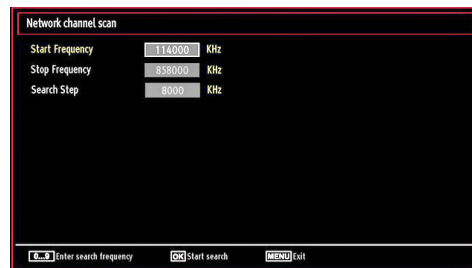 Network channel scan
Start Frequency 114000 KHz
Stop Frequency 858000 KHz
Search Step 8000 KHz
0...9 Enter search frequency OK Start search MENU Exit